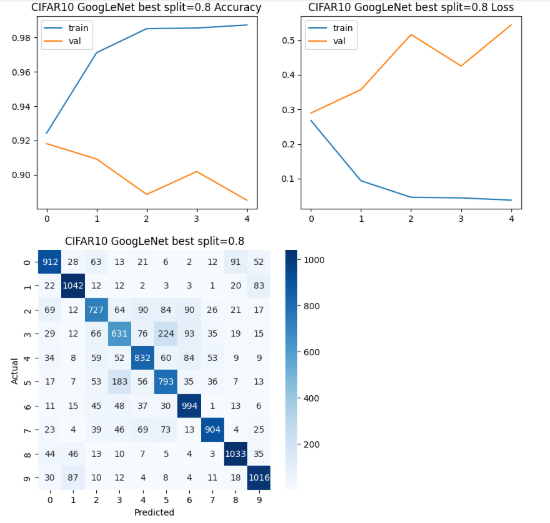 CIFAR10 GoogLeNet best split=0.8 Accuracy
train
val
0.98
0.96
0.94
0.92
0.90
0 1 2 3 4
CIFAR10 GoogLeNet best split=0.8 Loss
train
val
0.5
0.4
0.3
0.2
0.1
0 1 2 3 4
CIFAR10 GoogLeNet best split=0.8
Actual
0 912 28 63 13 21 6 2 12 91 52
1 22 1042 12 12 2 3 3 1 20 83
2 69 12 727 64 90 84 90 26 21 17
3 29 12 66 631 76 224 93 35 19 15
4 34 8 59 52 832 60 84 53 9 9
5 17 7 53 183 56 793 35 36 7 13
6 11 15 45 48 37 30 994 1 13 6
7 23 4 39 46 69 73 13 904 4 25
8 44 46 13 10 7 5 4 3 1033 35
9 30 87 10 12 4 8 4 11 18 1016
0 1 2 3 4 5 6 7 8 9
Predicted
1000
800
600
400
200